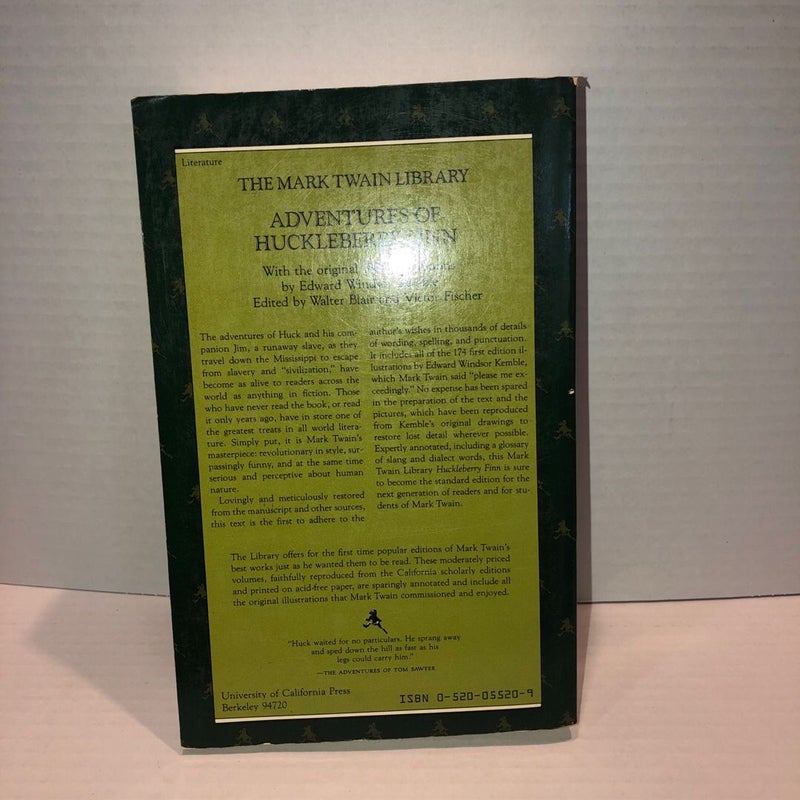 Literature
THE MARK TWAIN LIBRARY
ADVENTURES OF
HUCKLEBERRY FINN
With the original
by Edward
Edited by Walter Blair and Victor Fischer
The adventures of Huck and his com-
panion Jim, a runaway slave, as they
travel down the Mississippi to escape
from slavery and “sivilization,” have
become as alive to readers across the
world as anything in fiction. Those
who have never read the book, or read
it only years ago, have in store one of
the greatest treats in all world litera-
ture. Simply put, it is Mark Twain's
masterpiece: revolutionary in style, sur-
passingly funny, and at the same time
serious and perceptive about human
nature.
Lovingly and meticulously restored
from the manuscript and other sources,
this text is the first to adhere to the
author's wishes in thousands of details
of wording, spelling, and punctuation.
It includes all of the 174 first edition il-
lustrations by Edward Windsor Kemble,
which Mark Twain said “please me ex-
ceedingly.” No expense has been spared
in the preparation of the text and the
pictures, which have been reproduced
from Kemble's original drawings to
restore lost detail wherever possible.
Expertly annotated, including a glossary
of slang and dialect words, this Mark
Twain Library Huckleberry Finn is sure
to become the standard edition for the
next generation of readers and for stu-
dents of Mark Twain.
The Library offers for the first time popular editions of Mark Twain's
best works just as he wanted them to be read. These moderately priced
volumes, faithfully reproduced from the California scholarly editions
and printed on acid-free paper, are sparingly annotated and include all
the original illustrations that Mark Twain commissioned and enjoyed.
“Huck waited for no particulars. He sprang away
and sped down the hill as fast as his
legs could carry him.”
—THE ADVENTURES OF TOM SAWYER
University of California Press
Berkeley 94720
ISBN 0-520-05520-9